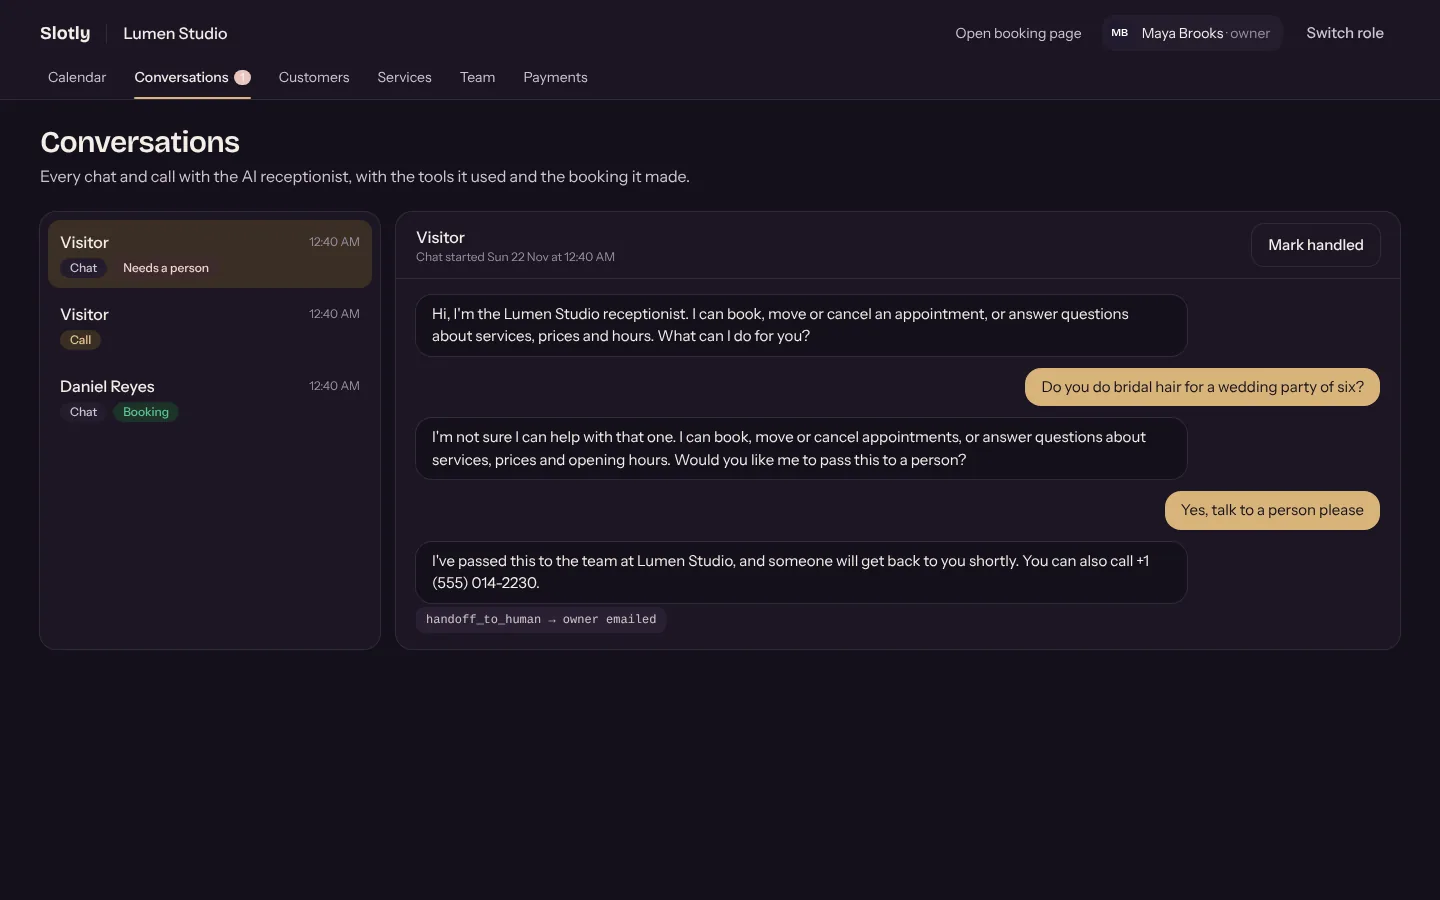 Slotly
Lumen Studio
Open booking page
MB
Maya Brooks · owner
Switch role
Calendar
Conversations 1
Customers
Services
Team
Payments
Conversations
Every chat and call with the AI receptionist, with the tools it used and the booking it made.
Visitor
12:40 AM
Chat
Needs a person
Visitor
12:40 AM
Call
Daniel Reyes
12:40 AM
Chat
Booking
Visitor
Chat started Sun 22 Nov at 12:40 AM
Mark handled
Hi, I'm the Lumen Studio receptionist. I can book, move or cancel an appointment, or answer questions
about services, prices and hours. What can I do for you?
Do you do bridal hair for a wedding party of six?
I'm not sure I can help with that one. I can book, move or cancel appointments, or answer questions about
services, prices and opening hours. Would you like me to pass this to a person?
Yes, talk to a person please
I've passed this to the team at Lumen Studio, and someone will get back to you shortly. You can also call +1
(555) 014-2230.
handoff_to_human → owner emailed